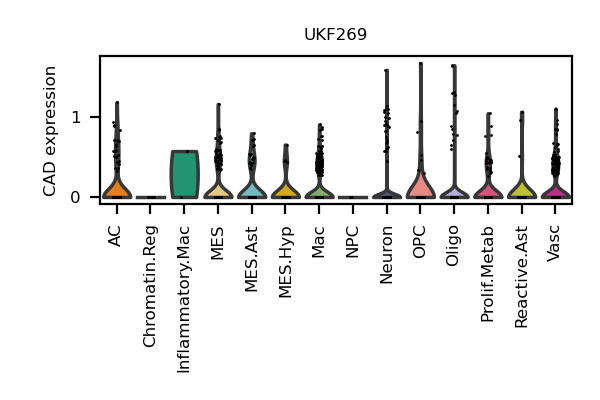 UKF269
CAD expression
1
0
AC
Chromatin.Reg
Inflammatory.Mac
MES
MES.Ast
MES.Hyp
Mac
NPC
Neuron
OPC
Oligo
Prolif.Metab
Reactive.Ast
Vasc